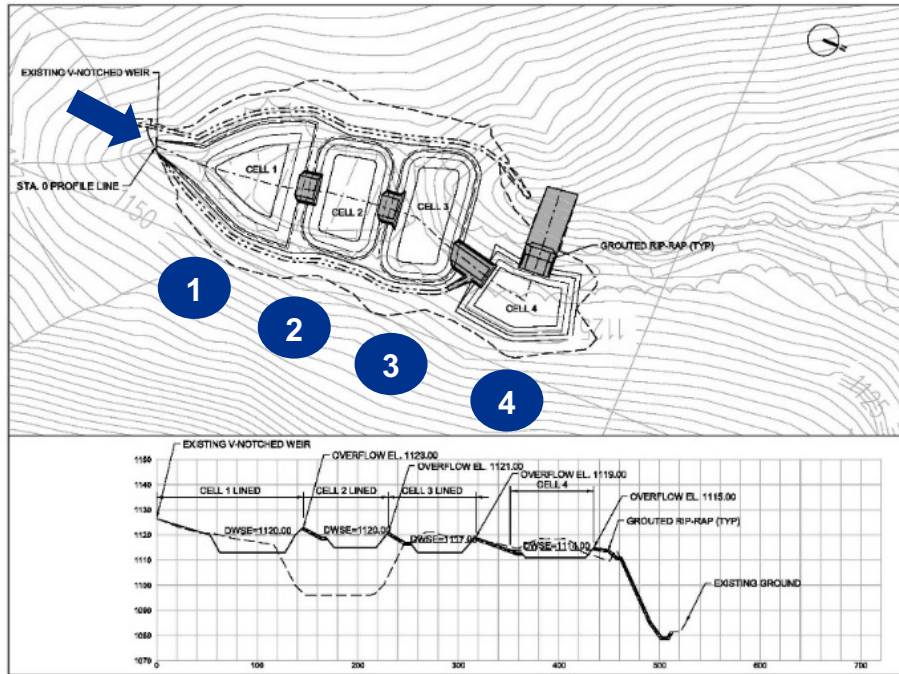 EXISTING V-NOTCHED WEIR
STA. 0 PROFILE LINE
1150
CELL 1
CELL 2
CELL 3
GROUTED RIP-RAP (TYP)
CELL 4
1125
1125
1
2
3
4
EXISTING V-NOTCHED WEIR
OVERFLOW EL. 1123.00
OVERFLOW EL. 1121.00
OVERFLOW EL. 1119.00
CELL 1 LINED
CELL 2 LINED
CELL 3 LINED
CELL 4
OVERFLOW EL. 1115.00
GROUTED RIP-RAP (TYP)
DWSE=1120.00
DWSE=1120.00
DWSE=1117.00
EXISTING GROUND
1150
1140
1130
1120
1110
1100
1090
1080
1070
0
100
200
300
400
500
600
700